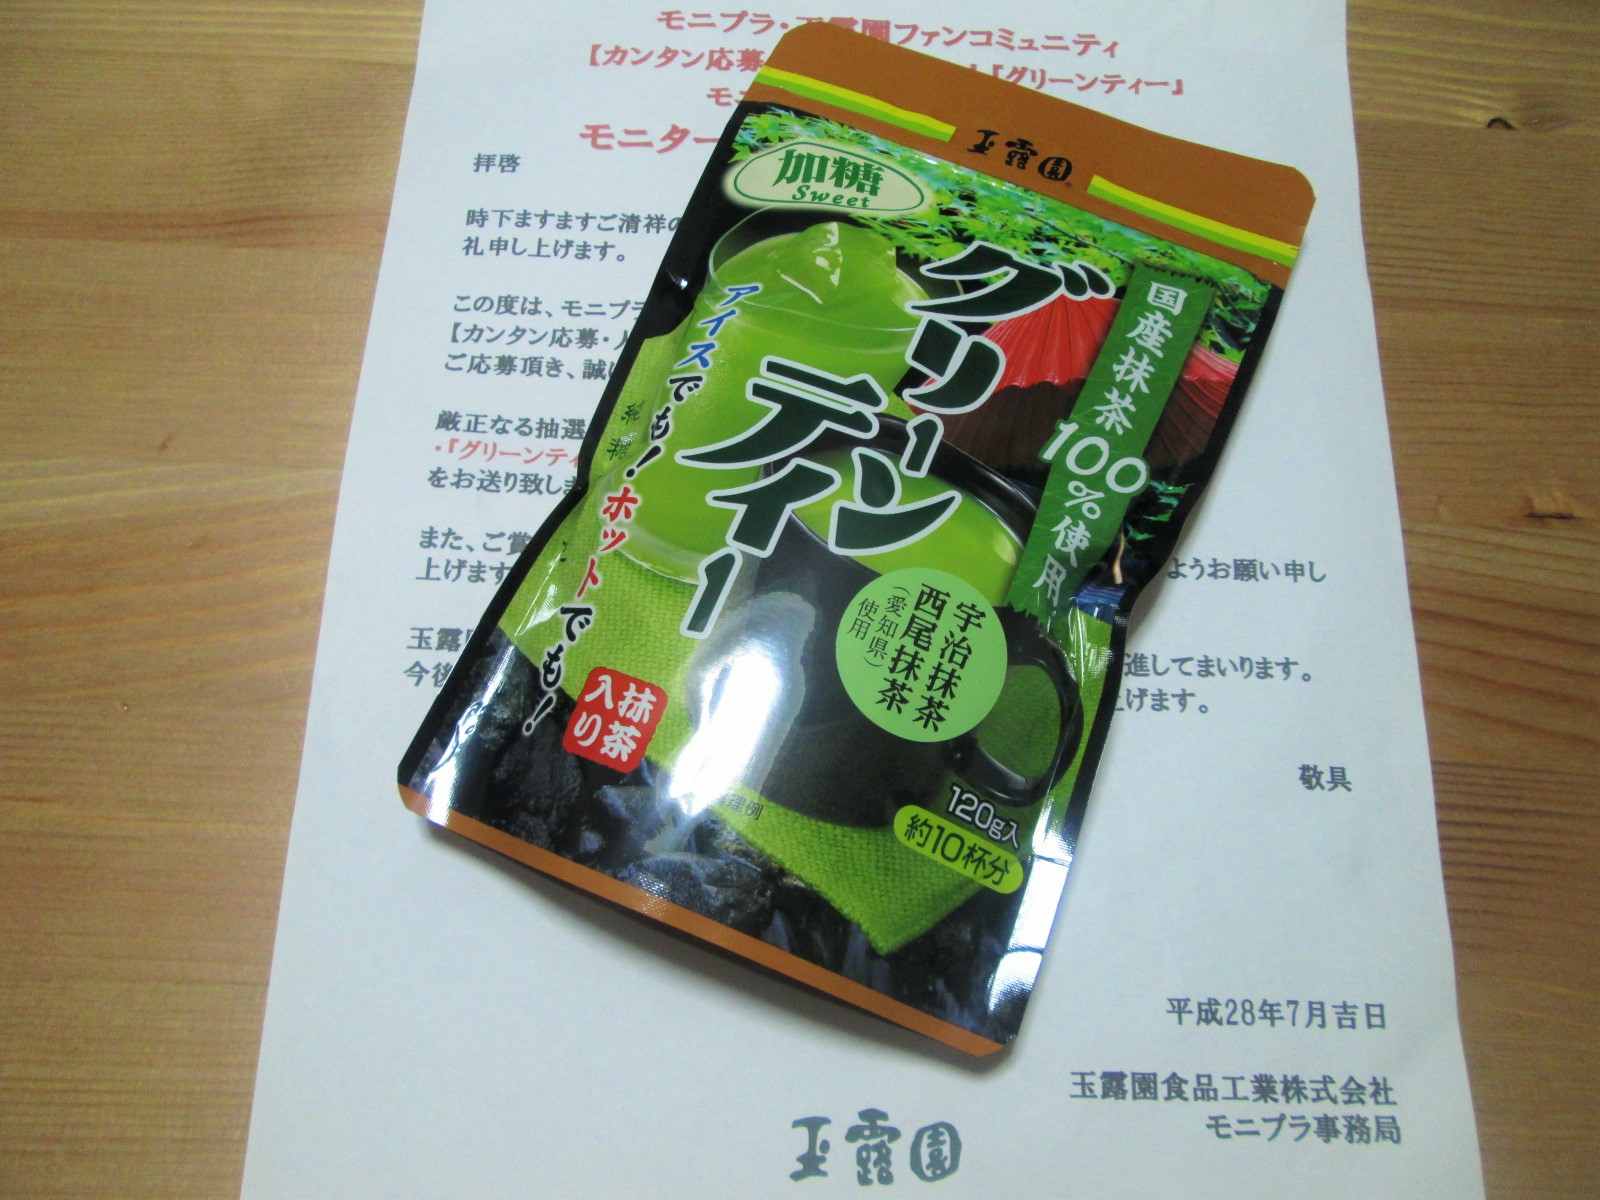 モニプラ・玉露園ファンコミュニティ
【カンタン応募
『グリーンティー』
モニ
モニター
拝啓
時下ますますご清祥の
礼申し上げます。
この度は、モニプラ
【カンタン応募・
ご応募頂き、誠に
厳正なる抽選
・『グリーンティ
をお送り致しま
また、ご賞
上げます
ようお願い申し
玉露
進してまいります。
今後
上げます。
敬具
平成28年7月吉日
玉露園食品工業株式会社
モニプラ事務局
玉露園
玉露園
加糖
Sweet
グリーン
ティー
国産抹茶100%使用
アイスでも!ホットでも!
宇治抹茶
西尾抹茶
(愛知県)
使用
抹茶
入り
調理例
120g入
約10杯分